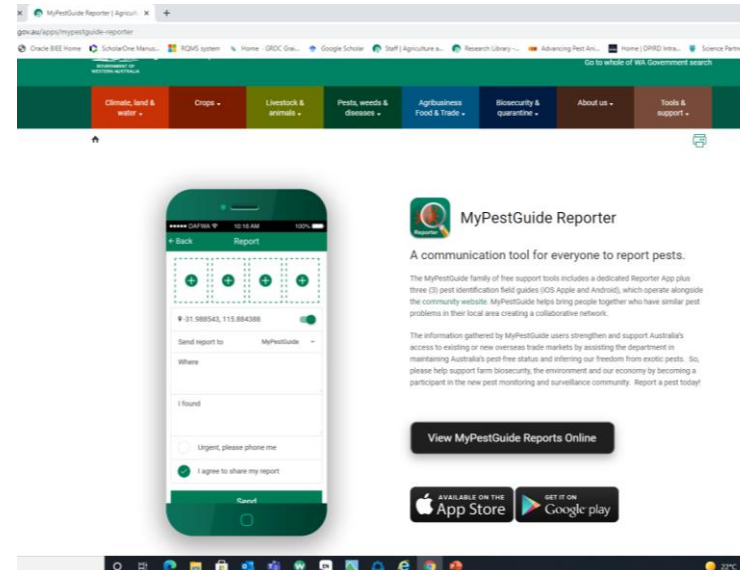 MyPestGuide Reporter | Agricult
gov.au/apps/mypestguide-reporter
Oracle BIEE Home
ScholarOne Manus...
RQMS system
Home - GRDC Gra...
Google Scholar
Staff | Agriculture a...
Research Library -...
Advancing Pest Ani...
Home | DPIRD Intra...
Science Partner
GOVERNMENT OF
WESTERN AUSTRALIA
Go to whole of WA Government search
Climate, land & water
Crops
Livestock & animals
Pests, weeds & diseases
Agribusiness Food & Trade
Biosecurity & quarantine
About us
Tools & support
DAFWA 10:16 AM 100%
Back Report
-31.988543, 115.884388
Send report to MyPestGuide
Where
I found
Urgent, please phone me
I agree to share my report
Send
Reporter
MyPestGuide Reporter
A communication tool for everyone to report pests.
The MyPestGuide family of free support tools includes a dedicated Reporter App plus
three (3) pest identification field guides (iOS Apple and Android), which operate alongside
the community website. MyPestGuide helps bring people together who have similar pest
problems in their local area creating a collaborative network.
The information gathered by MyPestGuide users strengthen and support Australia's
access to existing or new overseas trade markets by assisting the department in
maintaining Australia's pest-free status and inferring our freedom from exotic pests. So,
please help support farm biosecurity, the environment and our economy by becoming a
participant in the new pest monitoring and surveillance community. Report a pest today!
View MyPestGuide Reports Online
AVAILABLE ON THE
App Store
GET IT ON
Google play
22°C